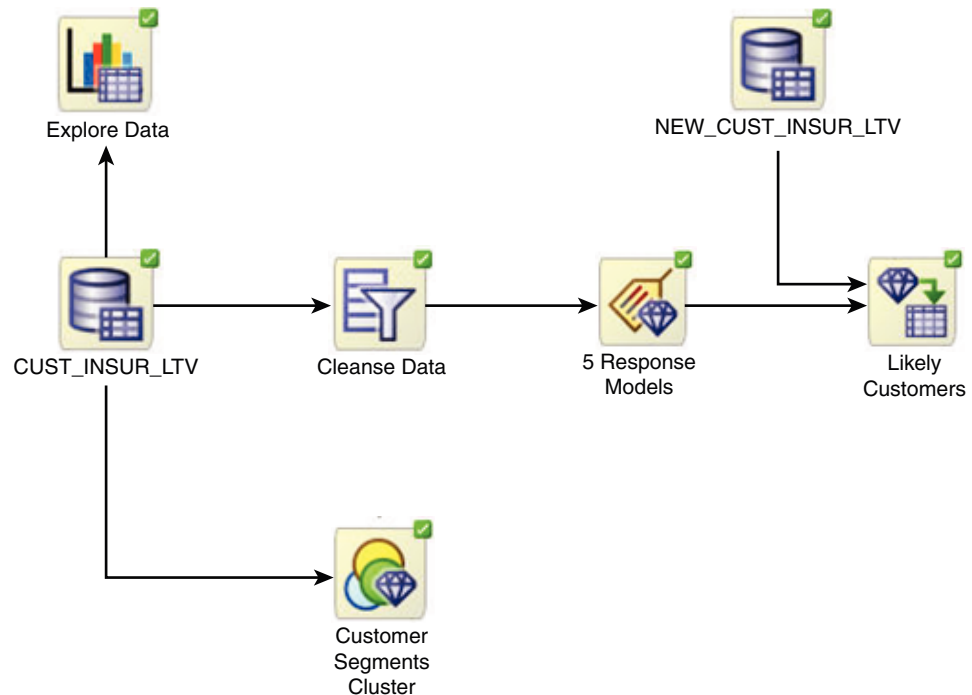 Explore Data
NEW_CUST_INSUR_LTV
CUST_INSUR_LTV
Cleanse Data
5 Response
Models
Likely
Customers
Customer
Segments
Cluster